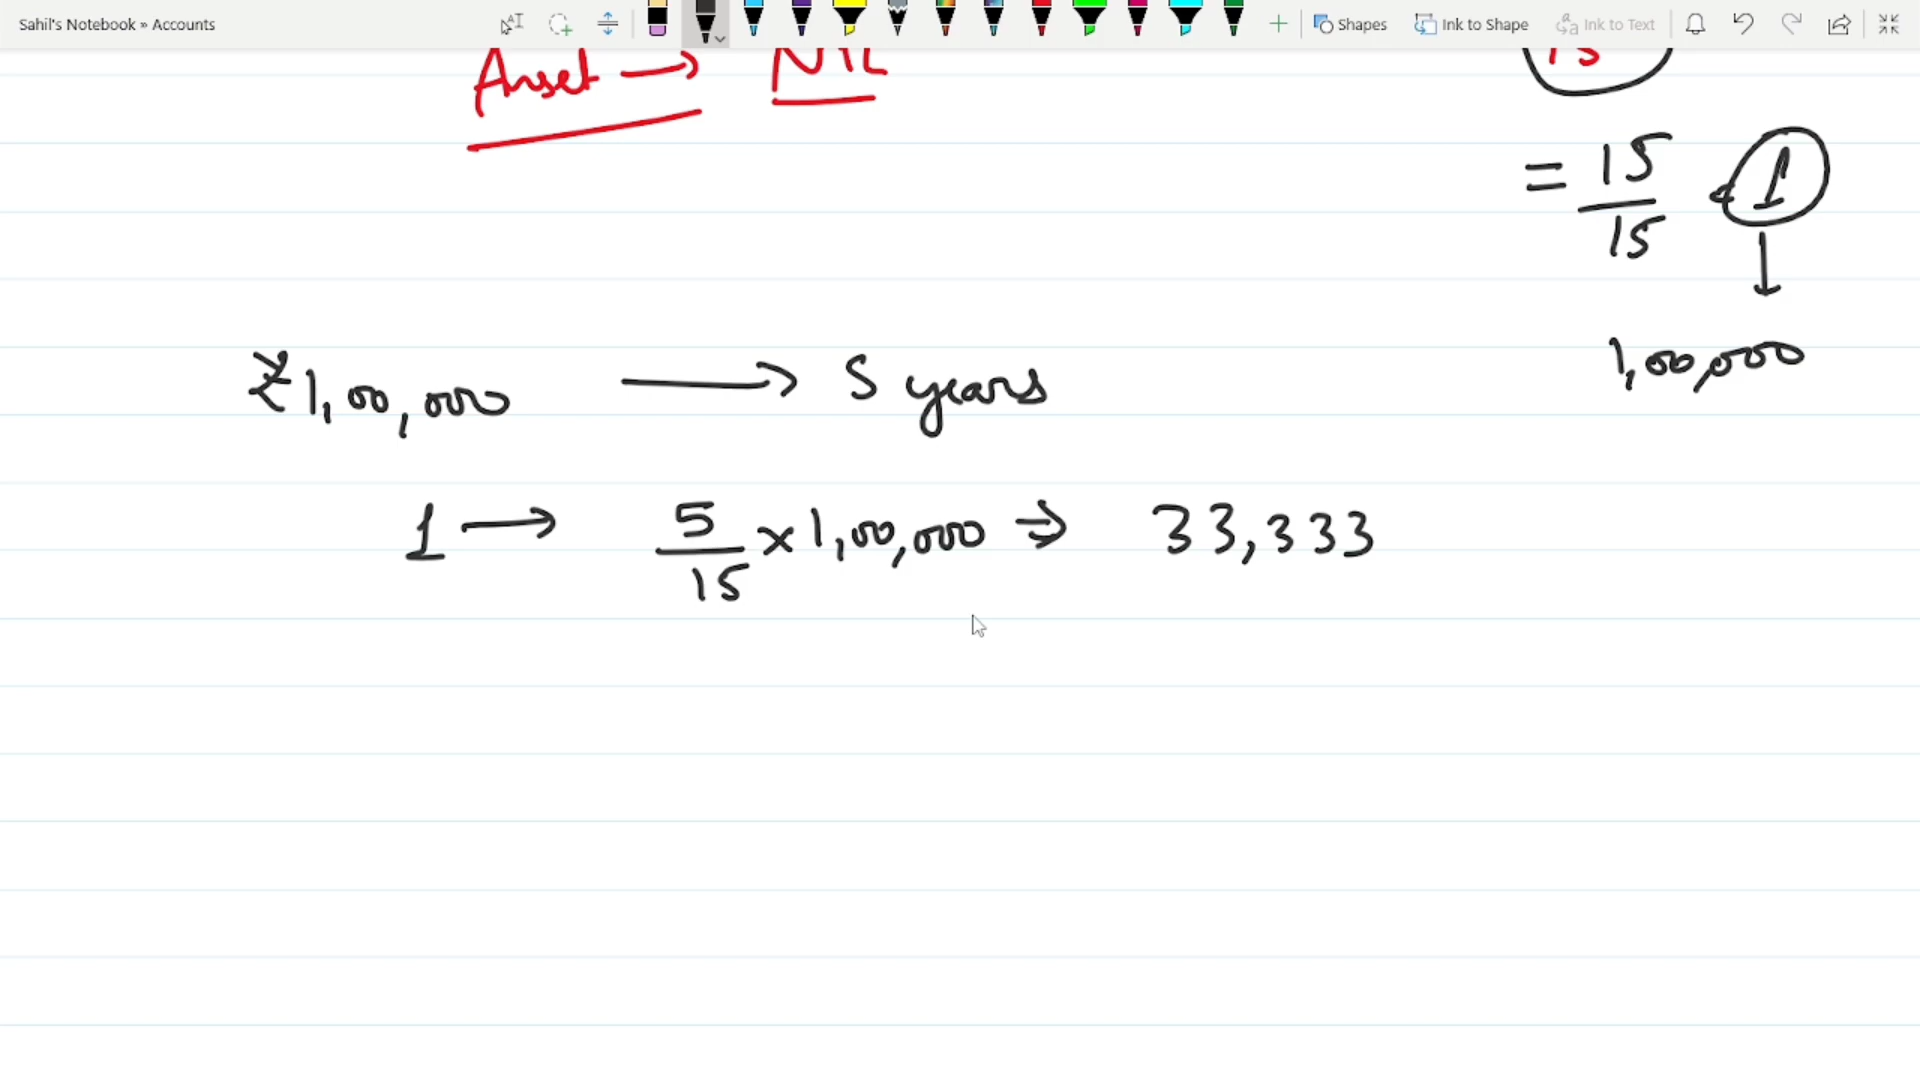 Sahil's Notebook » Accounts
Shapes
Ink to Shape
Ink to Text
Asset → NIL
15
= 15/15 1
↓
1,00,000
₹1,00,000 → 5 years
1 → 5/15 x 1,00,000 ⇒ 33,333